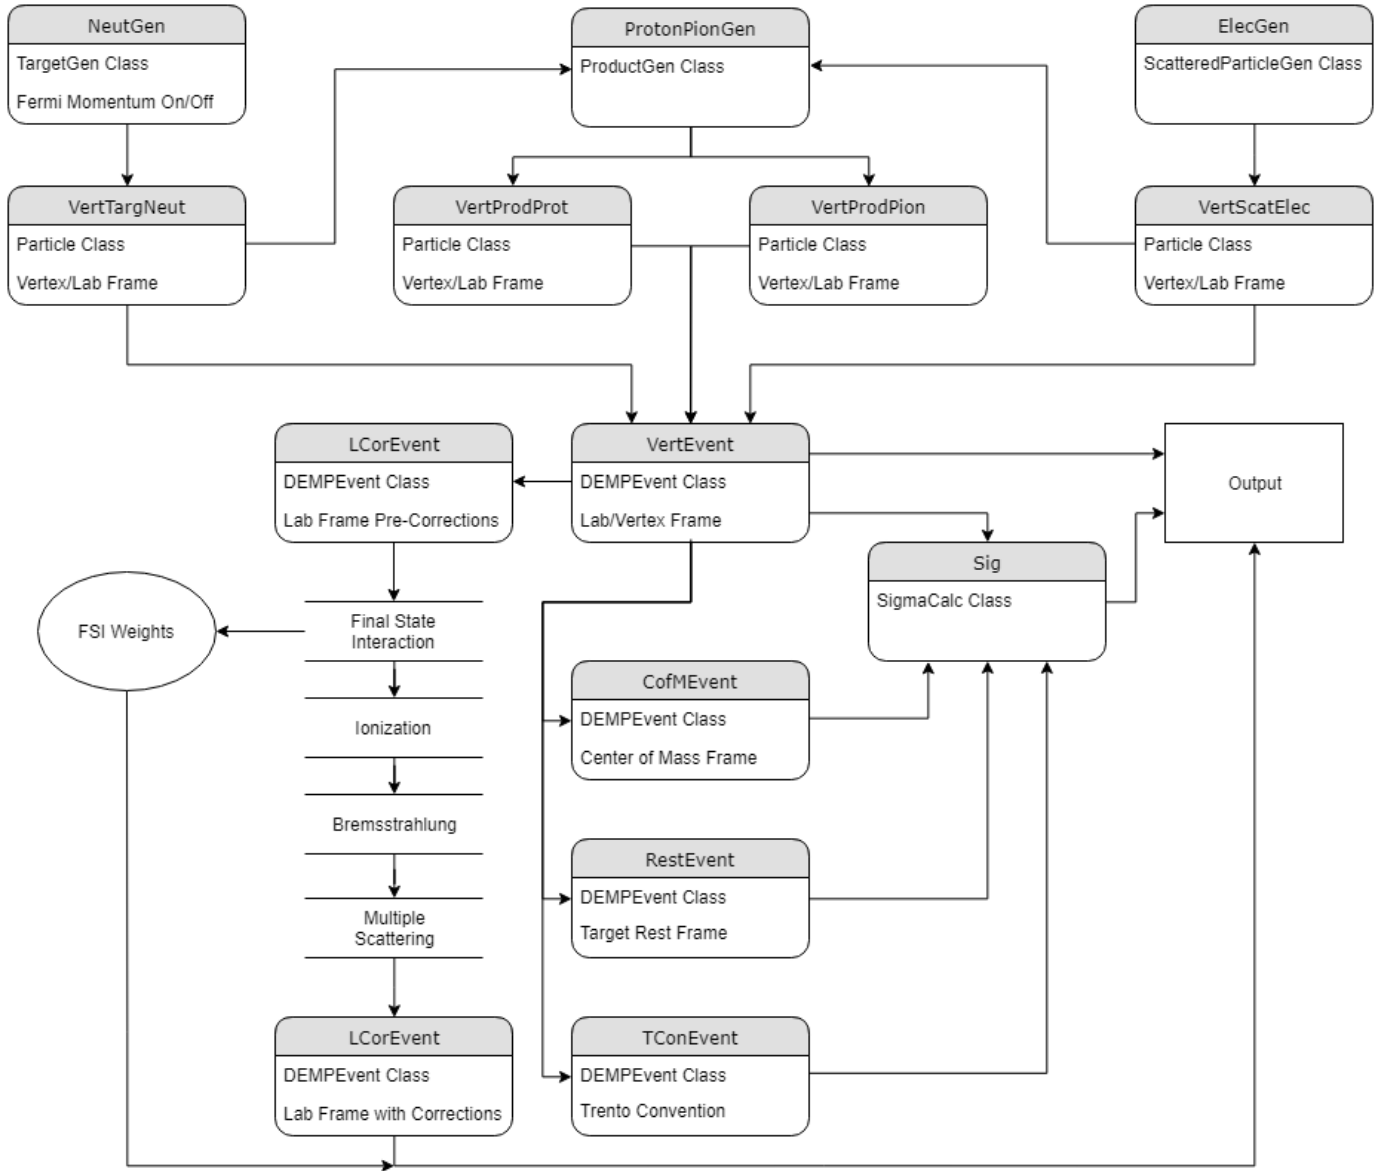 NeutGen
TargetGen Class
Fermi Momentum On/Off
ProtonPionGen
ProductGen Class
ElecGen
ScatteredParticleGen Class
VertTargNeut
Particle Class
Vertex/Lab Frame
VertProdProt
Particle Class
Vertex/Lab Frame
VertProdPion
Particle Class
Vertex/Lab Frame
VertScatElec
Particle Class
Vertex/Lab Frame
LCorEvent
DEMPEvent Class
Lab Frame Pre-Corrections
VertEvent
DEMPEvent Class
Lab/Vertex Frame
Output
Sig
SigmaCalc Class
FSI Weights
Final State
Interaction
Ionization
Bremsstrahlung
Multiple
Scattering
CofMEvent
DEMPEvent Class
Center of Mass Frame
RestEvent
DEMPEvent Class
Target Rest Frame
LCorEvent
DEMPEvent Class
Lab Frame with Corrections
TConEvent
DEMPEvent Class
Trento Convention